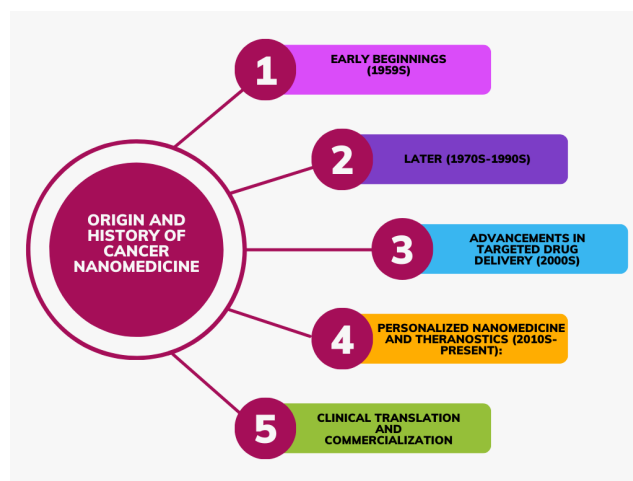 ORIGIN AND
HISTORY OF
CANCER
NANOMEDICINE
1
EARLY BEGINNINGS
(1959S)
2
LATER (1970S-1990S)
3
ADVANCEMENTS IN
TARGETED DRUG
DELIVERY (2000S)
4
PERSONALIZED NANOMEDICINE
AND THERANOSTICS (2010S-
PRESENT):
5
CLINICAL TRANSLATION
AND
COMMERCIALIZATION